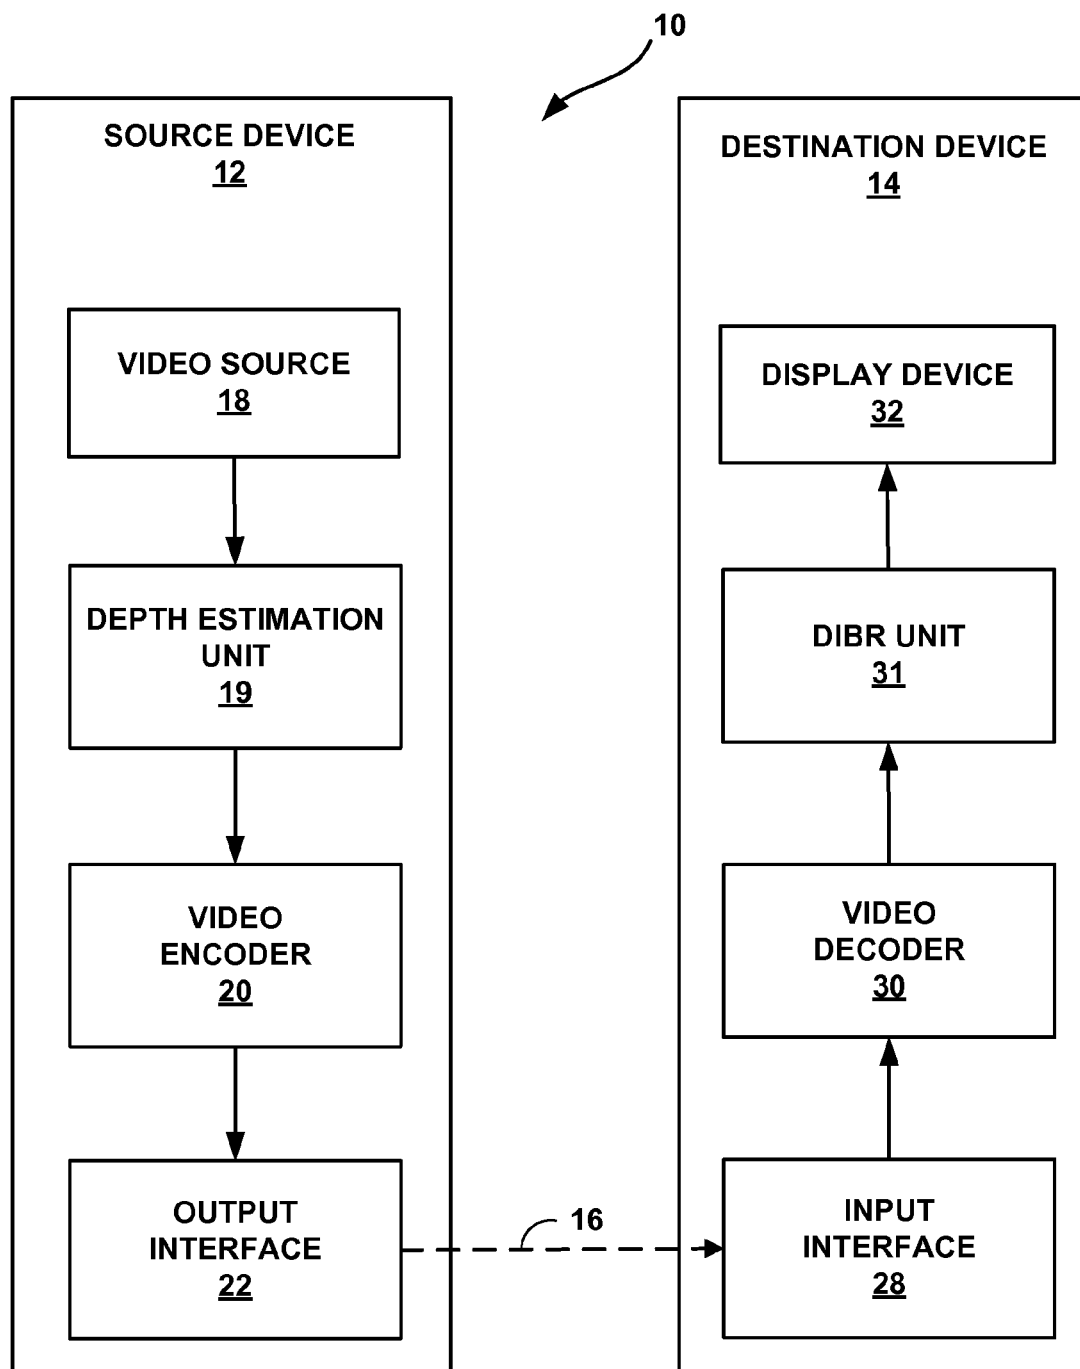 10
SOURCE DEVICE
12
VIDEO SOURCE
18
DEPTH ESTIMATION
UNIT
19
VIDEO
ENCODER
20
OUTPUT
INTERFACE
22
16
DESTINATION DEVICE
14
DISPLAY DEVICE
32
DIBR UNIT
31
VIDEO
DECODER
30
INPUT
INTERFACE
28